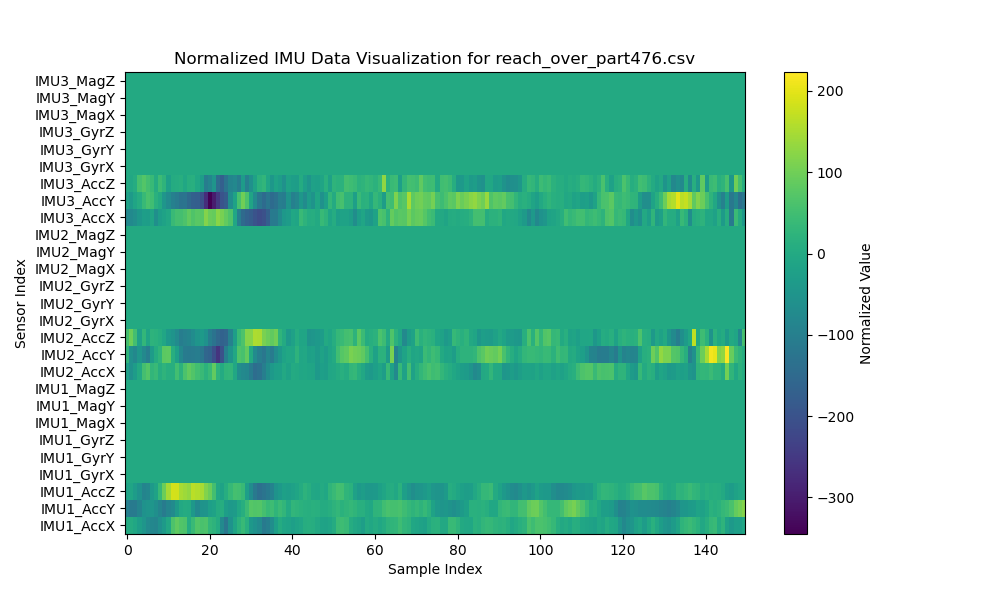 Normalized IMU Data Visualization for reach_over_part476.csv
IMU3_MagZ
IMU3_MagY
IMU3_MagX
IMU3_GyrZ
IMU3_GyrY
IMU3_GyrX
IMU3_AccZ
IMU3_AccY
IMU3_AccX
IMU2_MagZ
IMU2_MagY
IMU2_MagX
IMU2_GyrZ
IMU2_GyrY
IMU2_GyrX
IMU2_AccZ
IMU2_AccY
IMU2_AccX
IMU1_MagZ
IMU1_MagY
IMU1_MagX
IMU1_GyrZ
IMU1_GyrY
IMU1_GyrX
IMU1_AccZ
IMU1_AccY
IMU1_AccX
Sensor Index
0 20 40 60 80 100 120 140
Sample Index
200
100
0
−100
−200
−300
Normalized Value